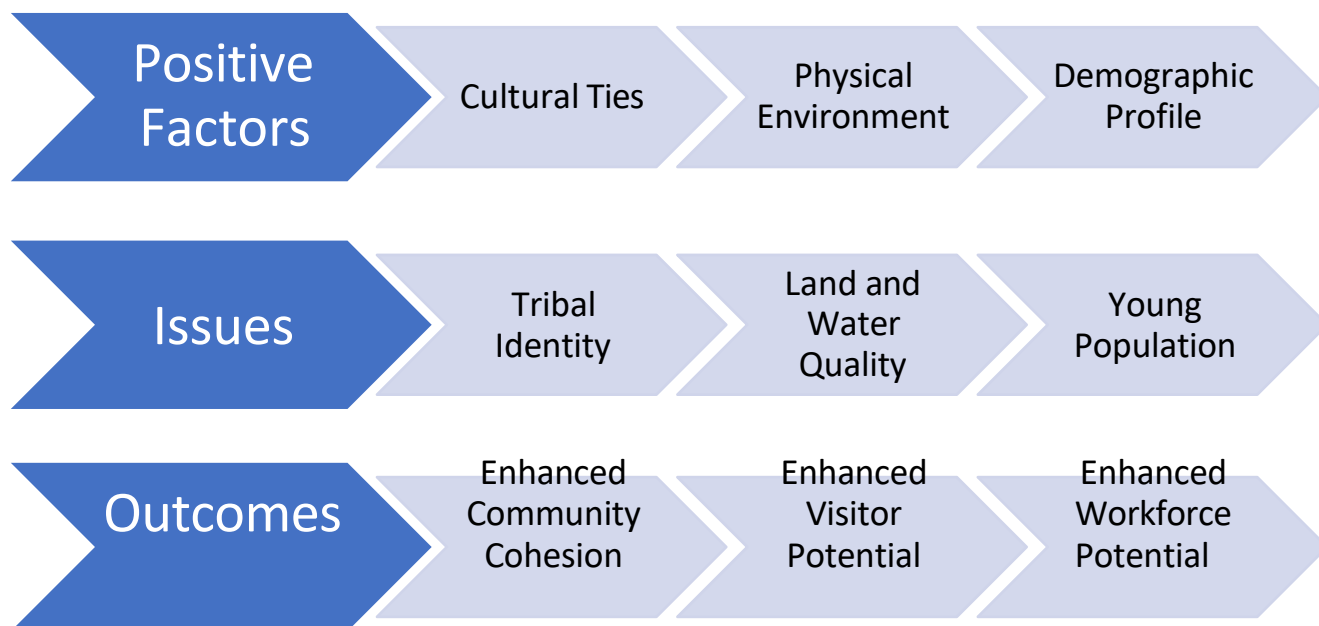 Positive
Factors
Cultural Ties
Physical
Environment
Demographic
Profile
Issues
Tribal
Identity
Land and
Water
Quality
Young
Population
Outcomes
Enhanced
Community
Cohesion
Enhanced
Visitor
Potential
Enhanced
Workforce
Potential